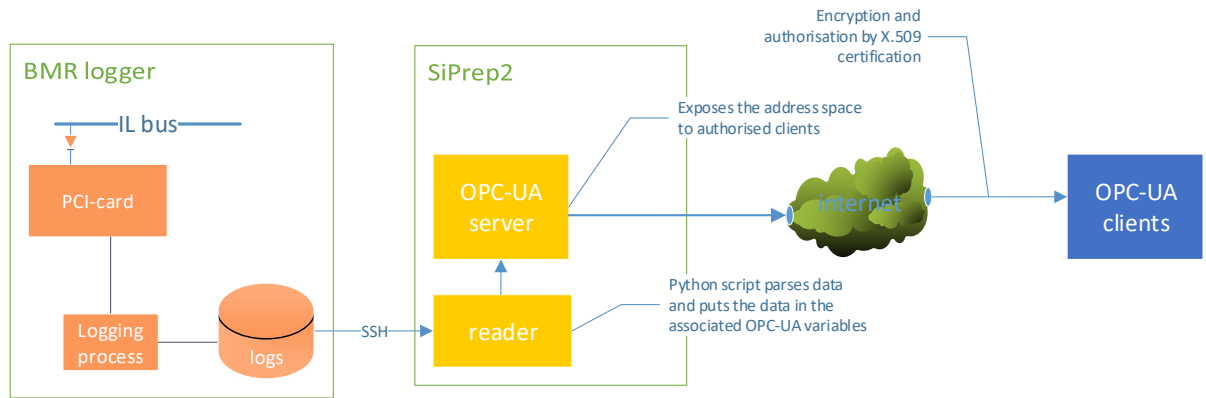 Encryption and
authorisation by X.509
certification
BMR logger
SiPrep2
Exposes the address space
to authorised clients
IL bus
PCI-card
OPC-UA
server
internet
OPC-UA
clients
Python script parses data
and puts the data in the
associated OPC-UA variables
Logging
process
logs
SSH
reader